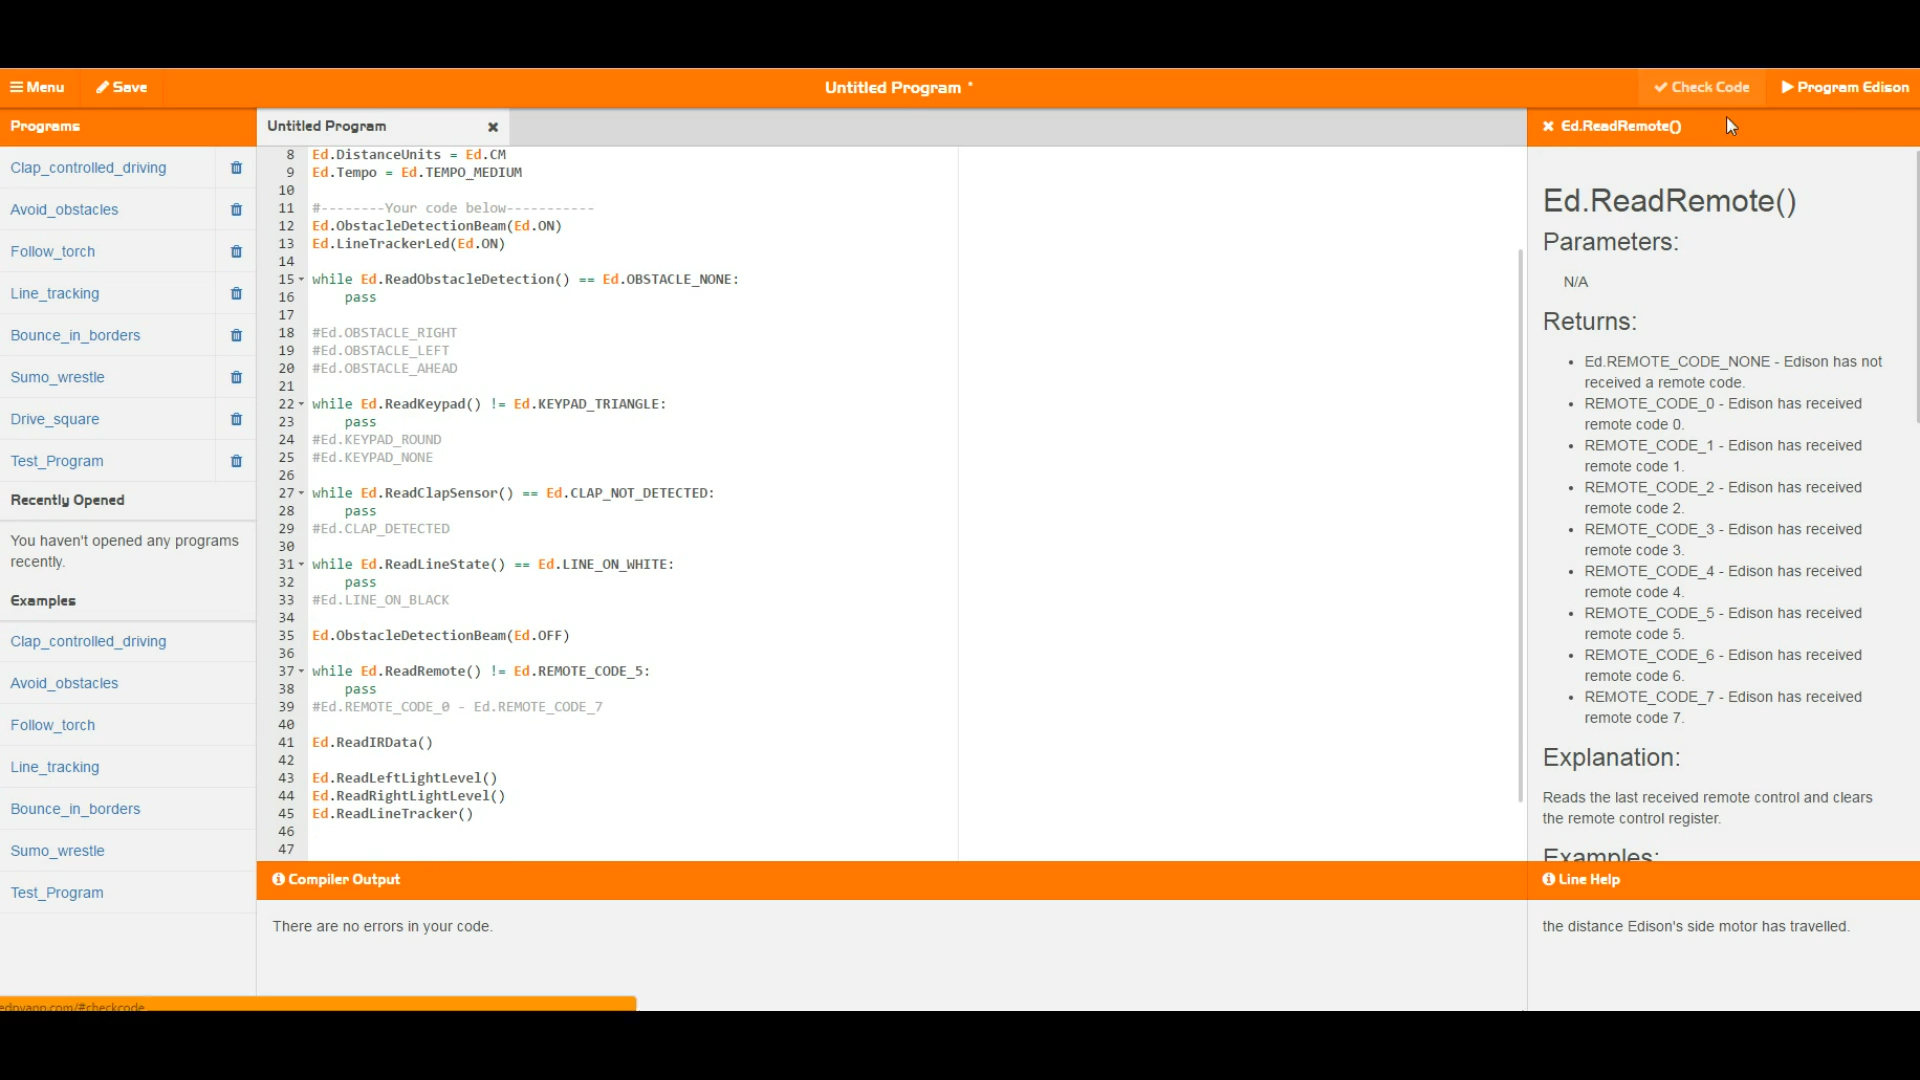 Menu Save Untitled Program * Check Code Program Edison
Programs
Clap_controlled_driving
Avoid_obstacles
Follow_torch
Line_tracking
Bounce_in_borders
Sumo_wrestle
Drive_square
Test_Program
Recently Opened
You haven't opened any programs
recently.
Examples
Clap_controlled_driving
Avoid_obstacles
Follow_torch
Line_tracking
Bounce_in_borders
Sumo_wrestle
Test_Program
Untitled Program
8 Ed.DistanceUnits = Ed.CM
9 Ed.Tempo = Ed.TEMPO_MEDIUM
10
11 #--------Your code below-----------
12 Ed.ObstacleDetectionBeam(Ed.ON)
13 Ed.LineTrackerLed(Ed.ON)
14
15 while Ed.ReadObstacleDetection() == Ed.OBSTACLE_NONE:
16 pass
17
18 #Ed.OBSTACLE_RIGHT
19 #Ed.OBSTACLE_LEFT
20 #Ed.OBSTACLE_AHEAD
21
22 while Ed.ReadKeypad() != Ed.KEYPAD_TRIANGLE:
23 pass
24 #Ed.KEYPAD_ROUND
25 #Ed.KEYPAD_NONE
26
27 while Ed.ReadClapSensor() == Ed.CLAP_NOT_DETECTED:
28 pass
29 #Ed.CLAP_DETECTED
30
31 while Ed.ReadLineState() == Ed.LINE_ON_WHITE:
32 pass
33 #Ed.LINE_ON_BLACK
34
35 Ed.ObstacleDetectionBeam(Ed.OFF)
36
37 while Ed.ReadRemote() != Ed.REMOTE_CODE_5:
38 pass
39 #Ed.REMOTE_CODE_0 - Ed.REMOTE_CODE_7
40
41 Ed.ReadIRData()
42
43 Ed.ReadLeftLightLevel()
44 Ed.ReadRightLightLevel()
45 Ed.ReadLineTracker()
46
47
Compiler Output
There are no errors in your code.
Ed.ReadRemote()
Ed.ReadRemote()
Parameters:
N/A
Returns:
• Ed.REMOTE_CODE_NONE - Edison has not
received a remote code.
• REMOTE_CODE_0 - Edison has received
remote code 0.
• REMOTE_CODE_1 - Edison has received
remote code 1.
• REMOTE_CODE_2 - Edison has received
remote code 2.
• REMOTE_CODE_3 - Edison has received
remote code 3.
• REMOTE_CODE_4 - Edison has received
remote code 4.
• REMOTE_CODE_5 - Edison has received
remote code 5.
• REMOTE_CODE_6 - Edison has received
remote code 6.
• REMOTE_CODE_7 - Edison has received
remote code 7.
Explanation:
Reads the last received remote control and clears
the remote control register.
Examples:
Line Help
the distance Edison's side motor has travelled.
edpyapp.com/#checkcode